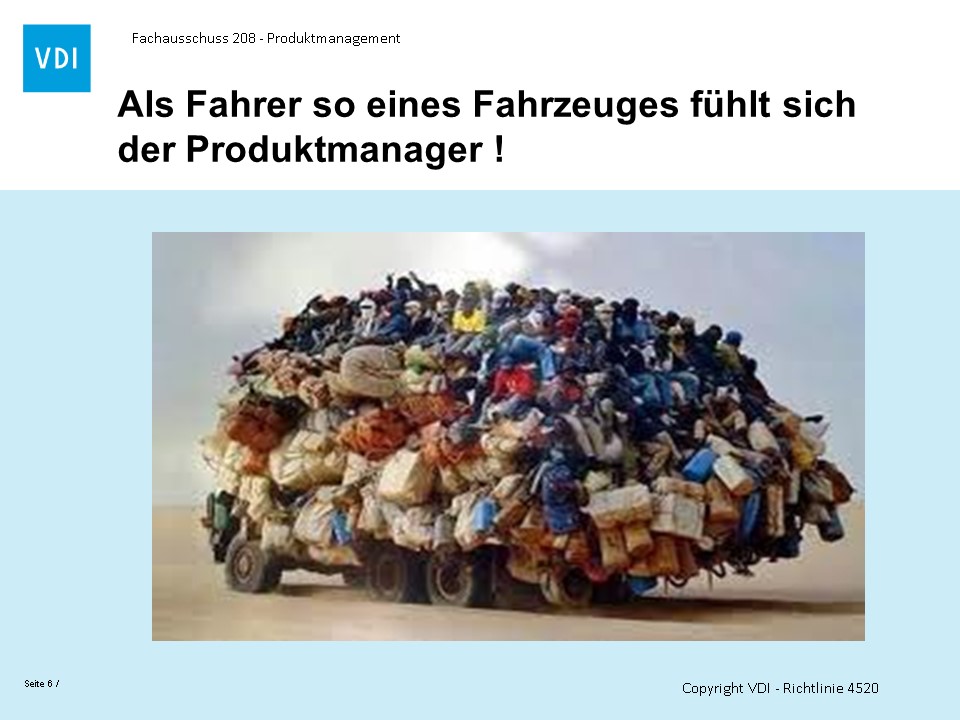 VDI
Fachausschuss 208 - Produktmanagement
Als Fahrer so eines Fahrzeuges fühlt sich
der Produktmanager !
Seite 6 /
Copyright VDI - Richtlinie 4520